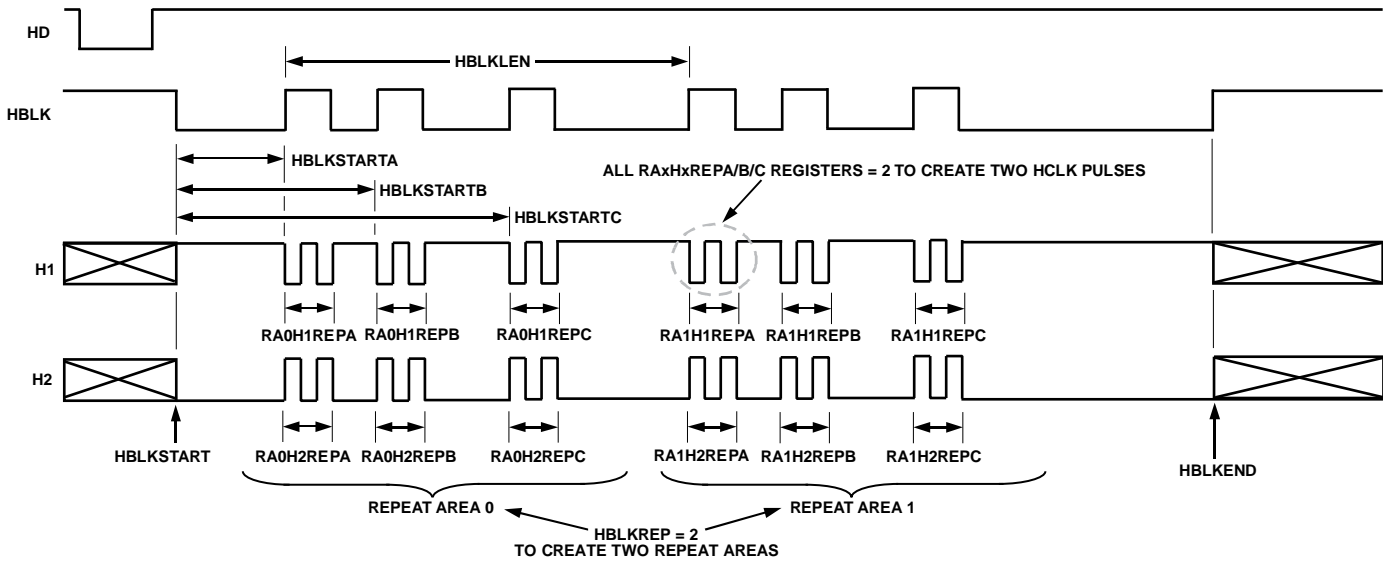 HD
HBLKLEN
HBLK
HBLKSTARTA
ALL RAxHxREPA/B/C REGISTERS = 2 TO CREATE TWO HCLK PULSES
HBLKSTARTB
HBLKSTARTC
H1
RA0H1REPA RA0H1REPB RA0H1REPC RA1H1REPA RA1H1REPB RA1H1REPC
H2
HBLKSTART RA0H2REPA RA0H2REPB RA0H2REPC RA1H2REPA RA1H2REPB RA1H2REPC HBLKEND
REPEAT AREA 0 REPEAT AREA 1
HBLKREP = 2
TO CREATE TWO REPEAT AREAS